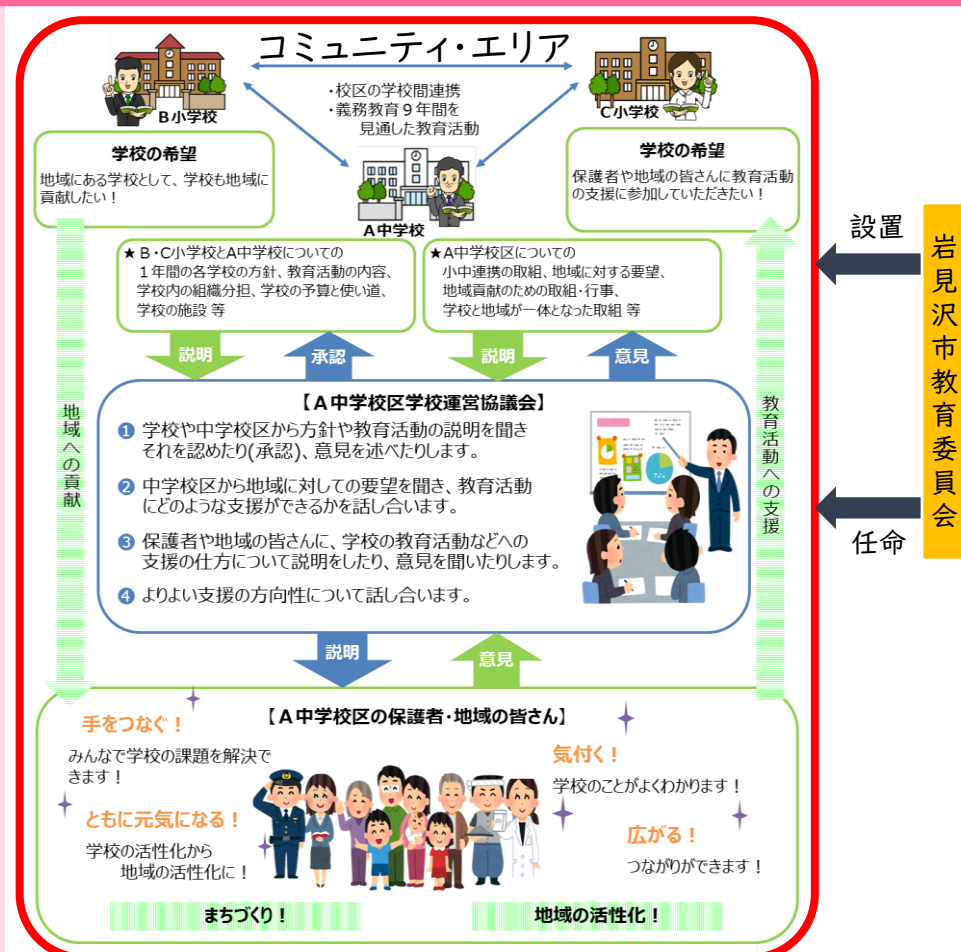 コミュニティ・エリア
・校区の学校間連携
・義務教育９年間を
見通した教育活動
B小学校
C小学校
A中学校
学校の希望
地域にある学校として、学校も地域に
貢献したい！
学校の希望
保護者や地域の皆さんに教育活動
の支援に参加していただきたい！
★B・C小学校とA中学校についての
１年間の各学校の方針、教育活動の内容、
学校内の組織分担、学校の予算と使い道、
学校の施設 等
★A中学校区についての
小中連携の取組、地域に対する要望、
地域貢献のための取組・行事、
学校と地域が一体となった取組 等
説明
承認
説明
意見
地域への貢献
教育活動への支援
【A中学校区学校運営協議会】
❶ 学校や中学校区から方針や教育活動の説明を聞き
それを認めたり(承認)、意見を述べたりします。
❷ 中学校区から地域に対しての要望を聞き、教育活動
にどのような支援ができるかを話し合います。
❸ 保護者や地域の皆さんに、学校の教育活動などへの
支援の仕方について説明をしたり、意見を聞いたりします。
❹ よりよい支援の方向性について話し合います。
説明
意見
【A中学校区の保護者・地域の皆さん】
手をつなぐ！
みんなで学校の課題を解決で
きます！
ともに元気になる！
学校の活性化から
地域の活性化に！
気付く！
学校のことがよくわかります！
広がる！
つながりができます！
まちづくり！
地域の活性化！
設置
任命
岩見沢市教育委員会